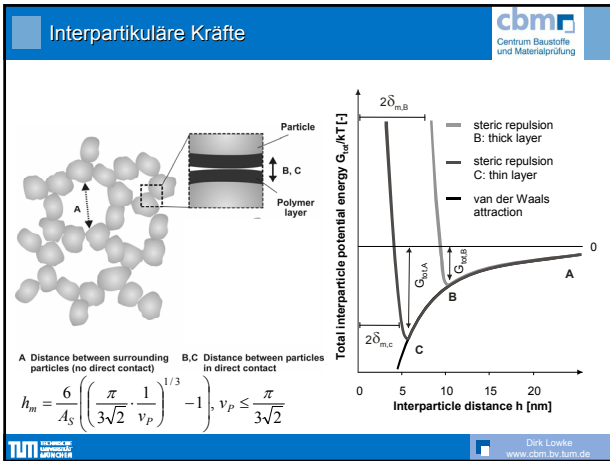 Interpartikuläre Kräfte
cbm
Centrum Baustoffe
und Materialprüfung
Particle
B, C
Polymer
layer
A
A Distance between surrounding
particles (no direct contact)
B,C Distance between particles
in direct contact
h_m = 6/A_S ((π/(3√2) · 1/v_P)^{1/3} − 1), v_P ≤ π/(3√2)
Total interparticle potential energy G_tot/kT [-]
2δ_m,B
steric repulsion
B: thick layer
steric repulsion
C: thin layer
van der Waals
attraction
0
G_tot,A
G_tot,B
A
B
2δ_m,c
C
0 5 10 15 20
Interparticle distance h [nm]
TUM TECHNISCHE
UNIVERSITÄT
MÜNCHEN
Dirk Lowke
www.cbm.bv.tum.de